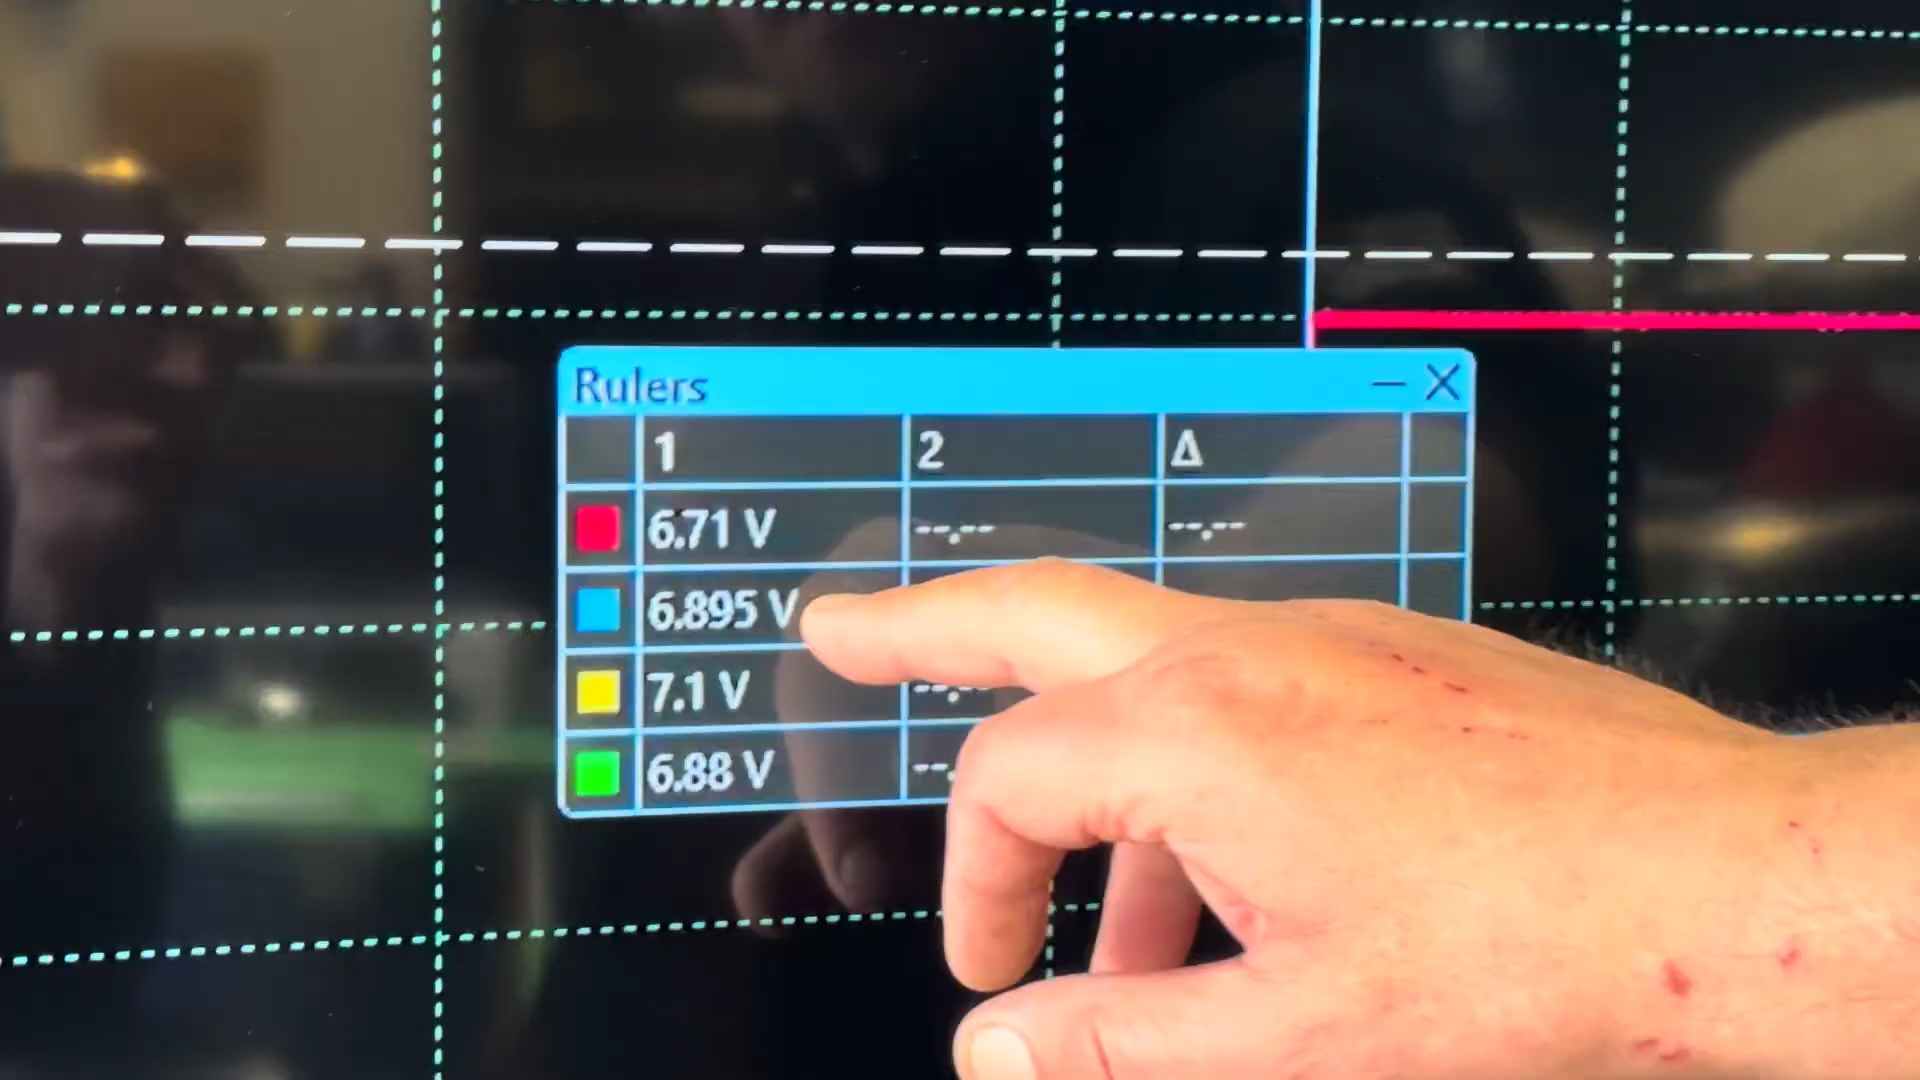 Rulers
1 2 Δ
6.71 V --.-- --.--
6.895 V
7.1 V --.--
6.88 V --.